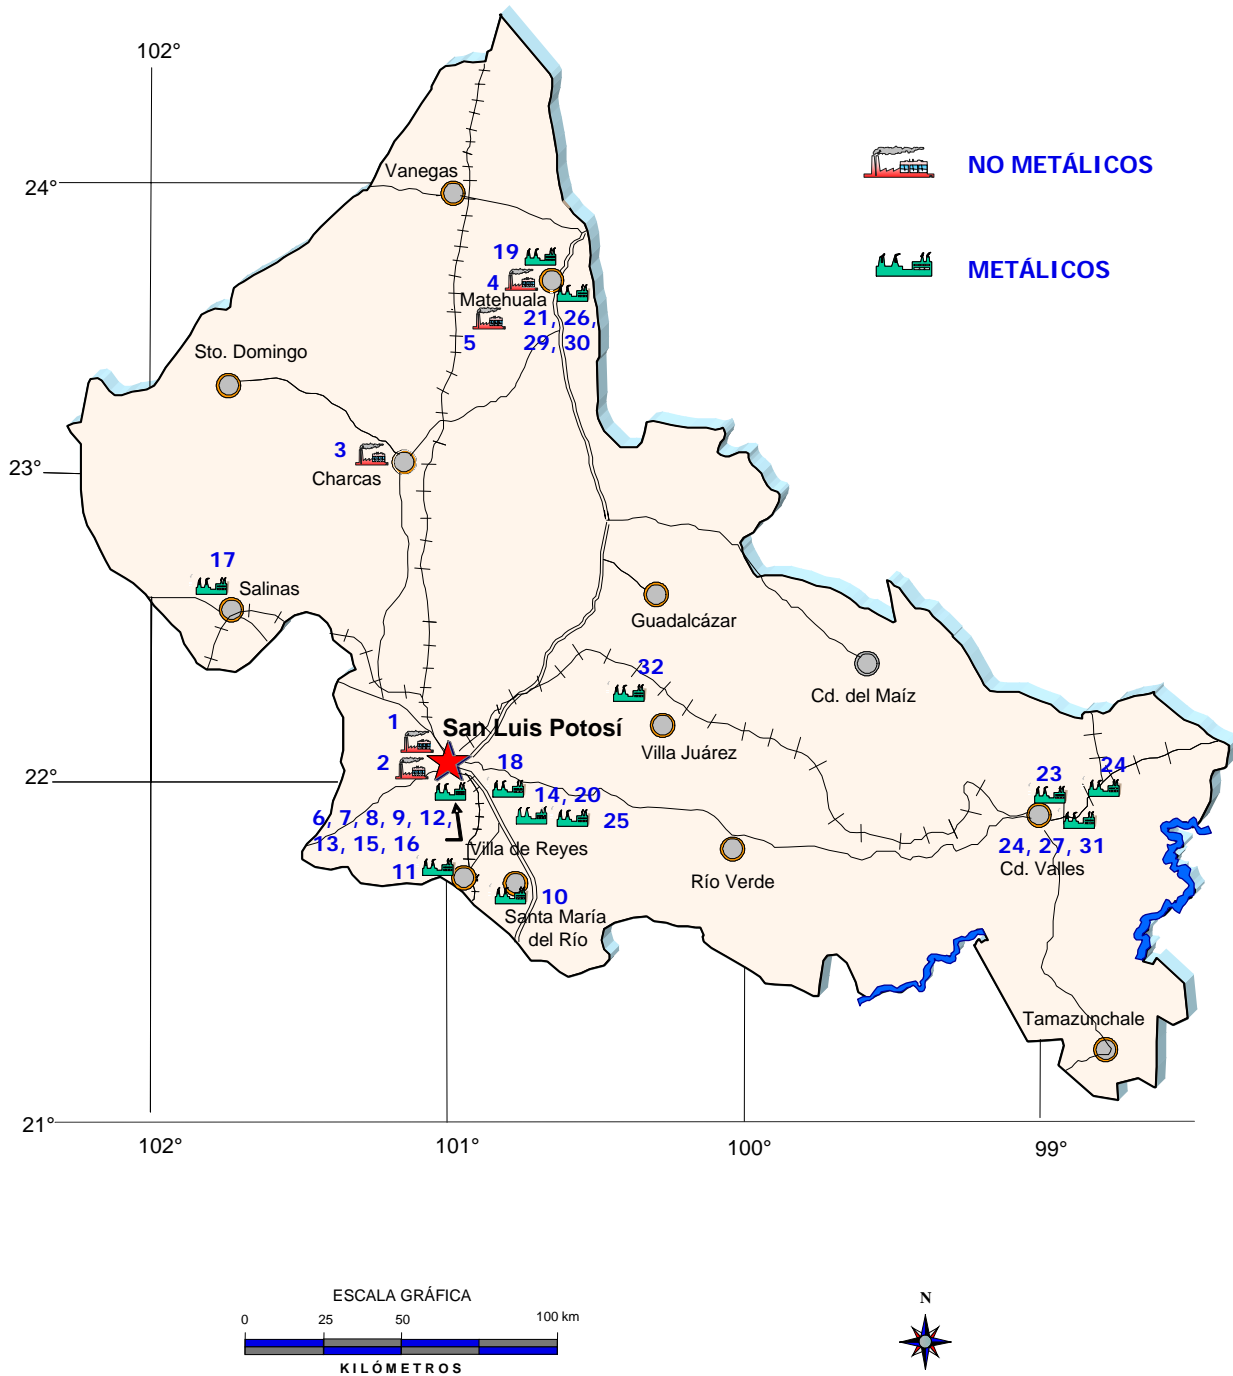 102°
NO METÁLICOS
Vanegas
24°
19
METÁLICOS
4
Matehuala
21, 26,
29, 30
5
Sto. Domingo
3
23°
Charcas
17
Salinas
Guadalcázar
32
Cd. del Maíz
1
San Luis Potosí
Villa Juárez
2
18
22°
23
24
14, 20
25
6, 7, 8, 9, 12,
13, 15, 16
Villa de Reyes
24, 27, 31
Cd. Valles
11
Río Verde
10
Santa María
del Río
Tamazunchale
21°
102°
101°
100°
99°
ESCALA GRÁFICA
0 25 50 100 km
KILÓMETROS
N